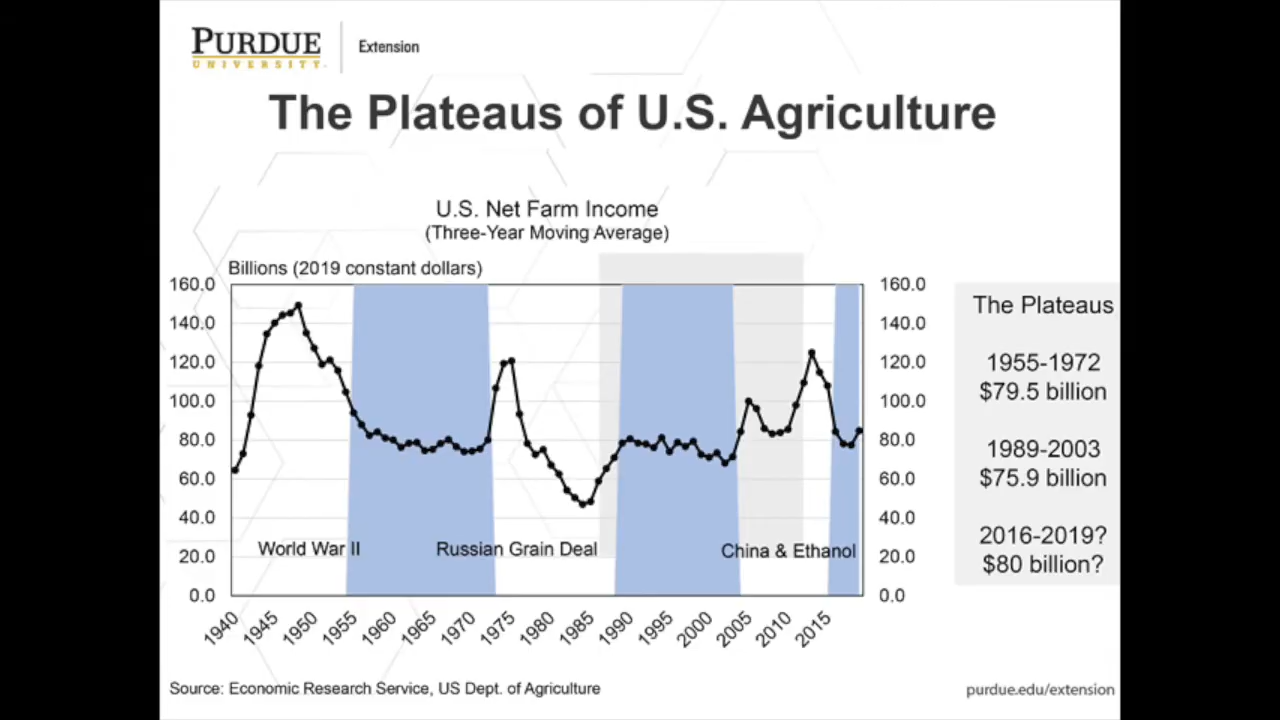 PURDUE
UNIVERSITY
Extension
The Plateaus of U.S. Agriculture
U.S. Net Farm Income
(Three-Year Moving Average)
Billions (2019 constant dollars)
160.0
140.0
120.0
100.0
80.0
60.0
40.0
20.0
0.0
World War II
Russian Grain Deal
China & Ethanol
160.0
140.0
120.0
100.0
80.0
60.0
40.0
20.0
0.0
1940
1945
1950
1955
1960
1965
1970
1975
1980
1985
1990
1995
2000
2005
2010
2015
The Plateaus
1955-1972
$79.5 billion
1989-2003
$75.9 billion
2016-2019?
$80 billion?
Source: Economic Research Service, US Dept. of Agriculture
purdue.edu/extension